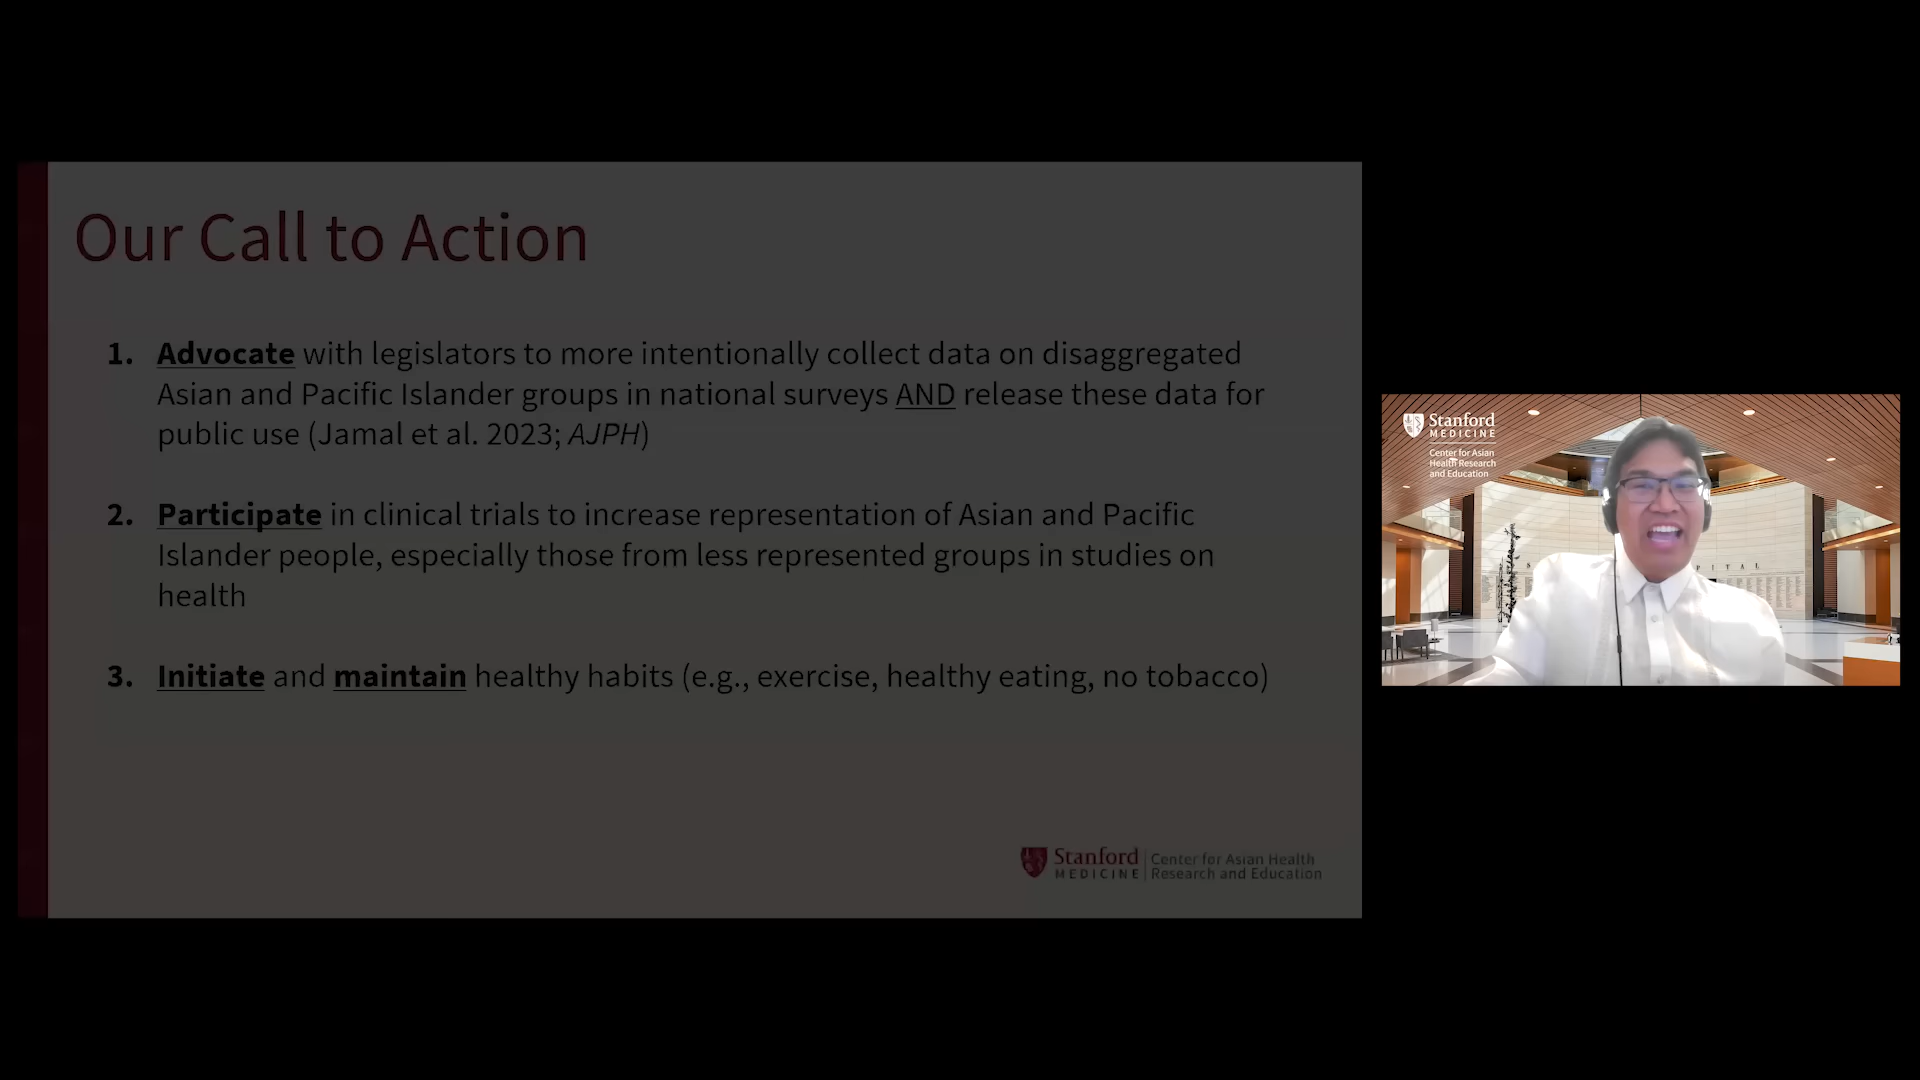 Our Call to Action
1. Advocate with legislators to more intentionally collect data on disaggregated
Asian and Pacific Islander groups in national surveys AND release these data for
public use (Jamal et al. 2023; AJPH)
2. Participate in clinical trials to increase representation of Asian and Pacific
Islander people, especially those from less represented groups in studies on
health
3. Initiate and maintain healthy habits (e.g., exercise, healthy eating, no tobacco)
Stanford
MEDICINE
Center for Asian Health
Research and Education
Stanford
MEDICINE
Center for Asian
Health Research
and Education